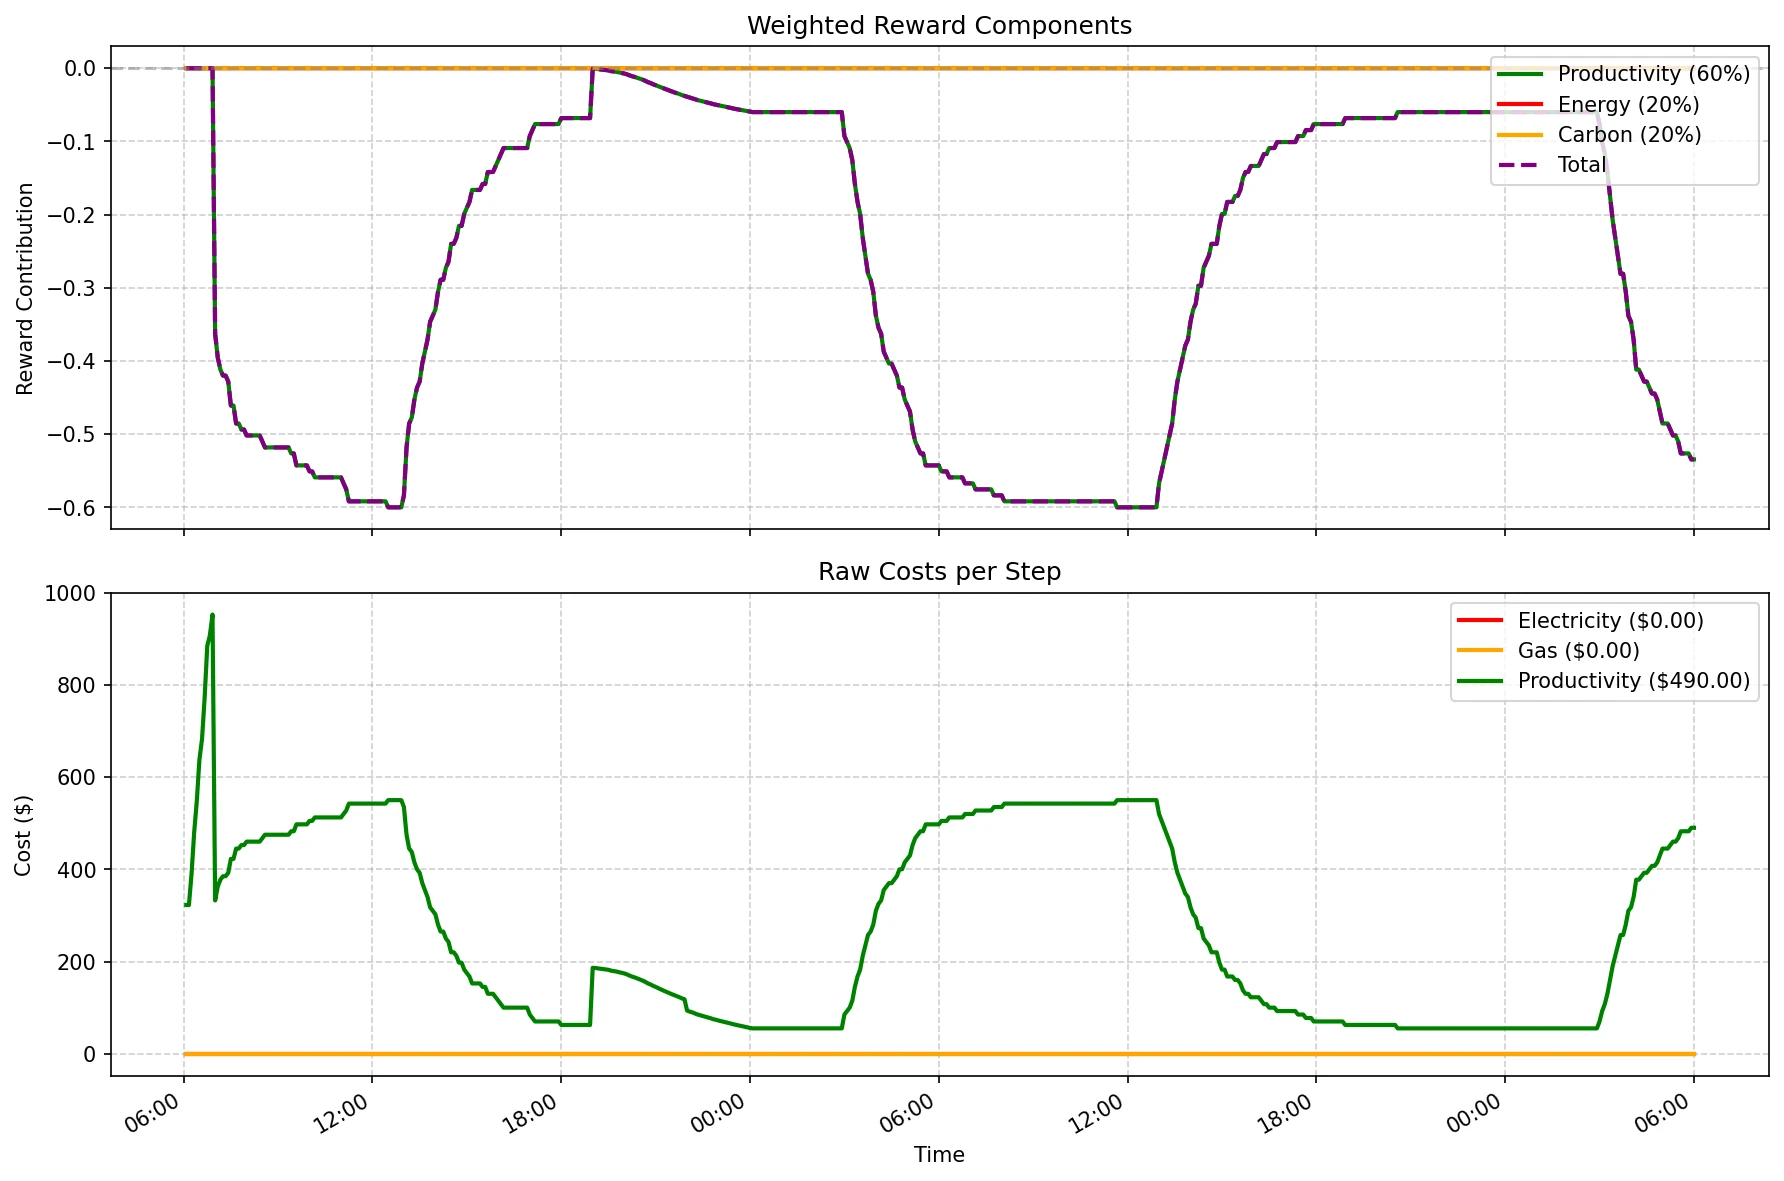 Weighted Reward Components
Reward Contribution
0.0
−0.1
−0.2
−0.3
−0.4
−0.5
−0.6
Productivity (60%)
Energy (20%)
Carbon (20%)
Total
Raw Costs per Step
Cost ($)
1000
800
600
400
200
0
Electricity ($0.00)
Gas ($0.00)
Productivity ($490.00)
06:00
12:00
18:00
00:00
06:00
12:00
18:00
00:00
06:00
Time